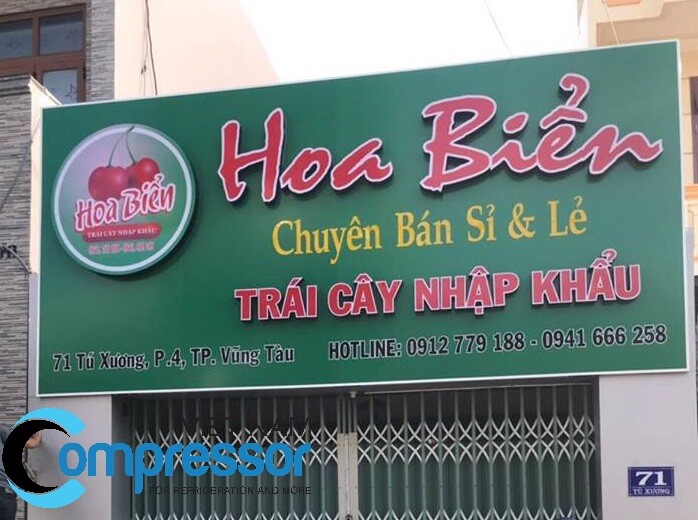 Hoa Biển
Chuyên Bán Sỉ & Lẻ
TRÁI CÂY NHẬP KHẨU
71 Tú Xương, P.4, TP. Vũng Tàu
HOTLINE: 0912 779 188 - 0941 666 258
Hoa Biển
TRÁI CÂY NHẬP KHẨU
71
TÚ XƯƠNG
VIET NAM
Compressor
FOR REFRIGERATION AND MORE